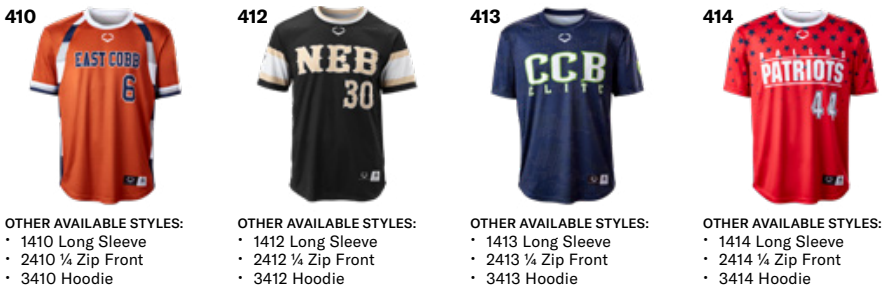 410
EAST COBB
6
OTHER AVAILABLE STYLES:
• 1410 Long Sleeve
• 2410 ¼ Zip Front
• 3410 Hoodie
412
NEB
30
OTHER AVAILABLE STYLES:
• 1412 Long Sleeve
• 2412 ¼ Zip Front
• 3412 Hoodie
413
CCB
ELITE
OTHER AVAILABLE STYLES:
• 1413 Long Sleeve
• 2413 ¼ Zip Front
• 3413 Hoodie
414
DALLAS
PATRIOTS
44
OTHER AVAILABLE STYLES:
• 1414 Long Sleeve
• 2414 ¼ Zip Front
• 3414 Hoodie